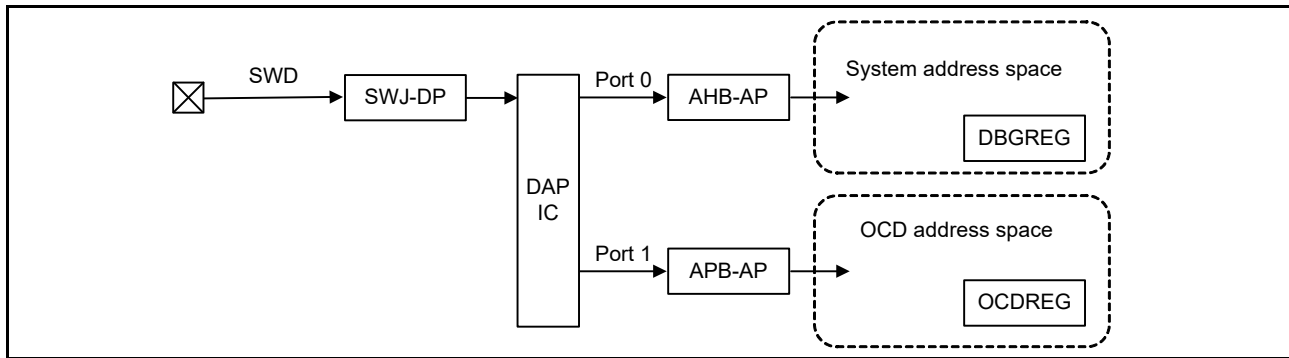 SWD
SWJ-DP
DAP
IC
Port 0
AHB-AP
System address space
DBGREG
Port 1
APB-AP
OCD address space
OCDREG